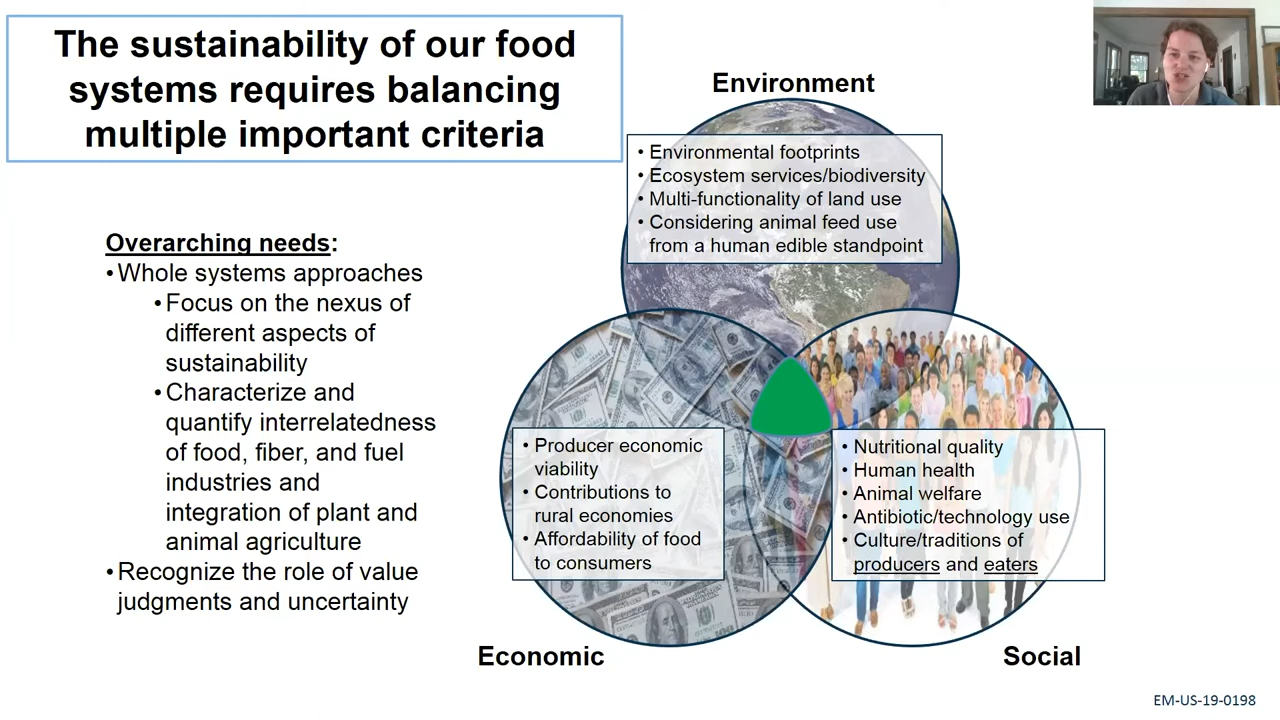 The sustainability of our food
systems requires balancing
multiple important criteria
Overarching needs:
• Whole systems approaches
• Focus on the nexus of
different aspects of
sustainability
• Characterize and
quantify interrelatedness
of food, fiber, and fuel
industries and
integration of plant and
animal agriculture
• Recognize the role of value
judgments and uncertainty
Environment
• Environmental footprints
• Ecosystem services/biodiversity
• Multi-functionality of land use
• Considering animal feed use
from a human edible standpoint
• Producer economic
viability
• Contributions to
rural economies
• Affordability of food
to consumers
Economic
• Nutritional quality
• Human health
• Animal welfare
• Antibiotic/technology use
• Culture/traditions of
producers and eaters
Social
EM-US-19-0198